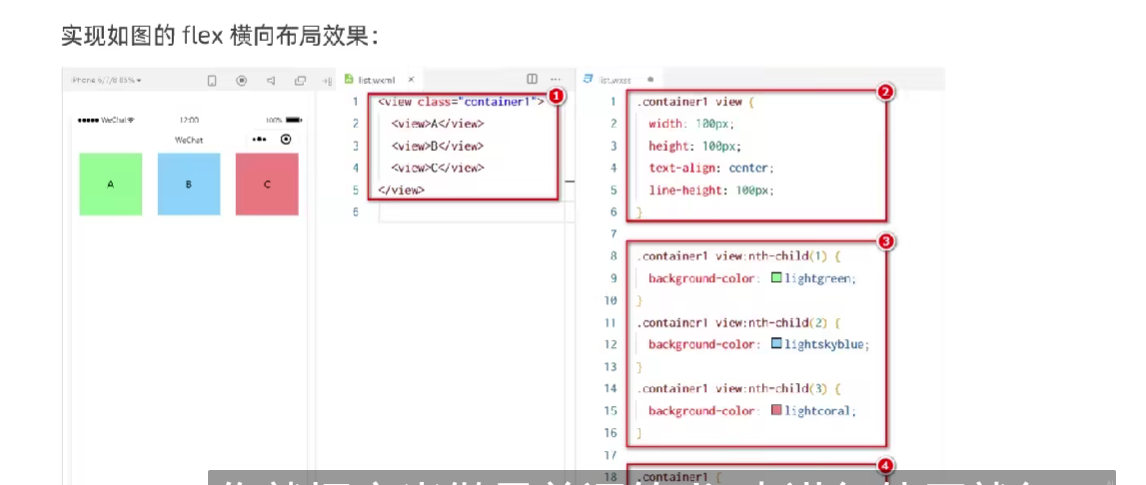 实现如图的 flex 横向布局效果：
iPhone 6/7/8 85%
list.wxml ×
list.wxss
WeChat 12:00 100%
WeChat
A B C
1 <view class="container1">
2 <view>A</view>
3 <view>B</view>
4 <view>C</view>
5 </view>
6
1
2
1 .container1 view {
2 width: 100px;
3 height: 100px;
4 text-align: center;
5 line-height: 100px;
6 }
7
3
8 .container1 view:nth-child(1) {
9 background-color: lightgreen;
10 }
11 .container1 view:nth-child(2) {
12 background-color: lightskyblue;
13 }
14 .container1 view:nth-child(3) {
15 background-color: lightcoral;
16 }
17
4
18 .container1 {